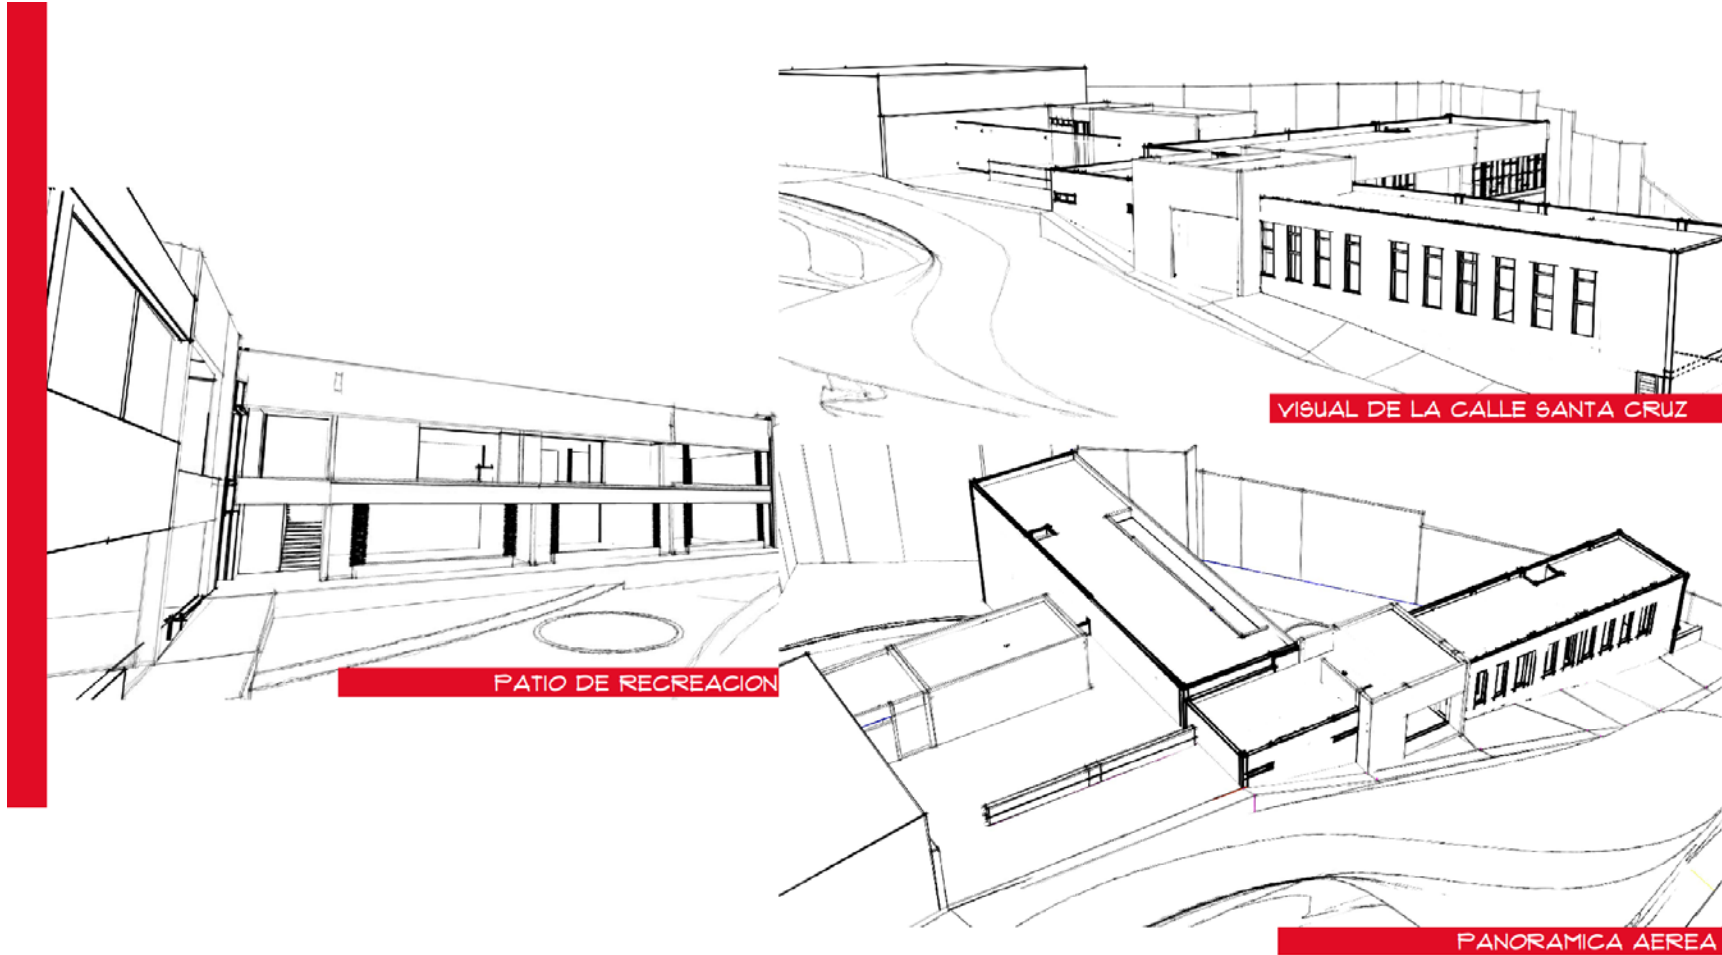 VISUAL DE LA CALLE SANTA CRUZ
PATIO DE RECREACION
PANORAMICA AEREA